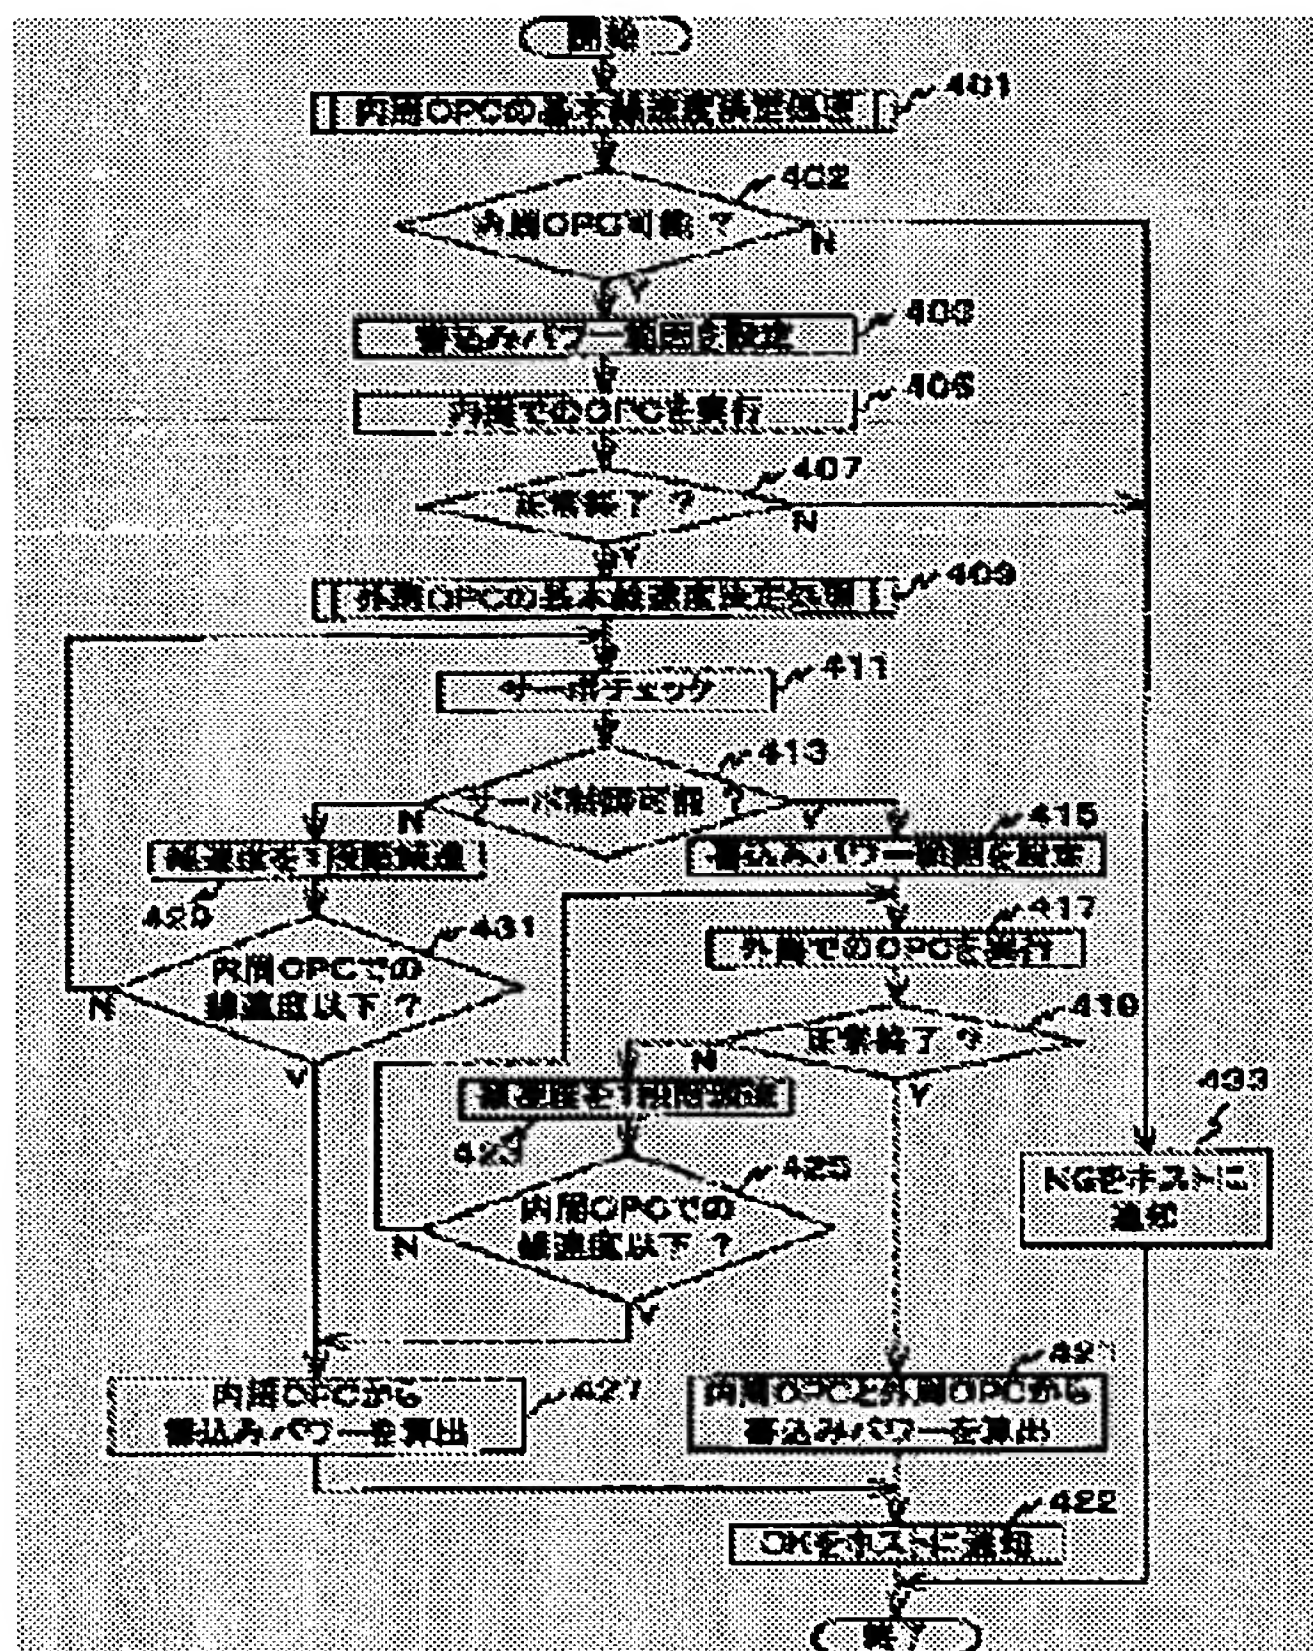 開始
内周OPCの基本線速度決定処理
401
402
内周OPC可能 ?
N
Y
書込みパワー範囲を設定
403
内周でのOPCを実行
405
407
正常終了 ?
N
Y
外周OPCの基本線速度決定処理
409
サーボチェック
411
413
サーボ制御可能 ?
N
Y
415
線速度を1段階減速
書込みパワー範囲を設定
429
431
417
外周でのOPCを実行
内周OPCでの
線速度以下 ?
N
Y
419
正常終了 ?
N
Y
線速度を1段階減速
423
425
433
内周OPCでの
線速度以下 ?
N
Y
NGをホストに
通知
427
421
内周OPCから
書込みパワーを算出
内周OPCと外周OPCから
書込みパワーを算出
422
OKをホストに通知
終了